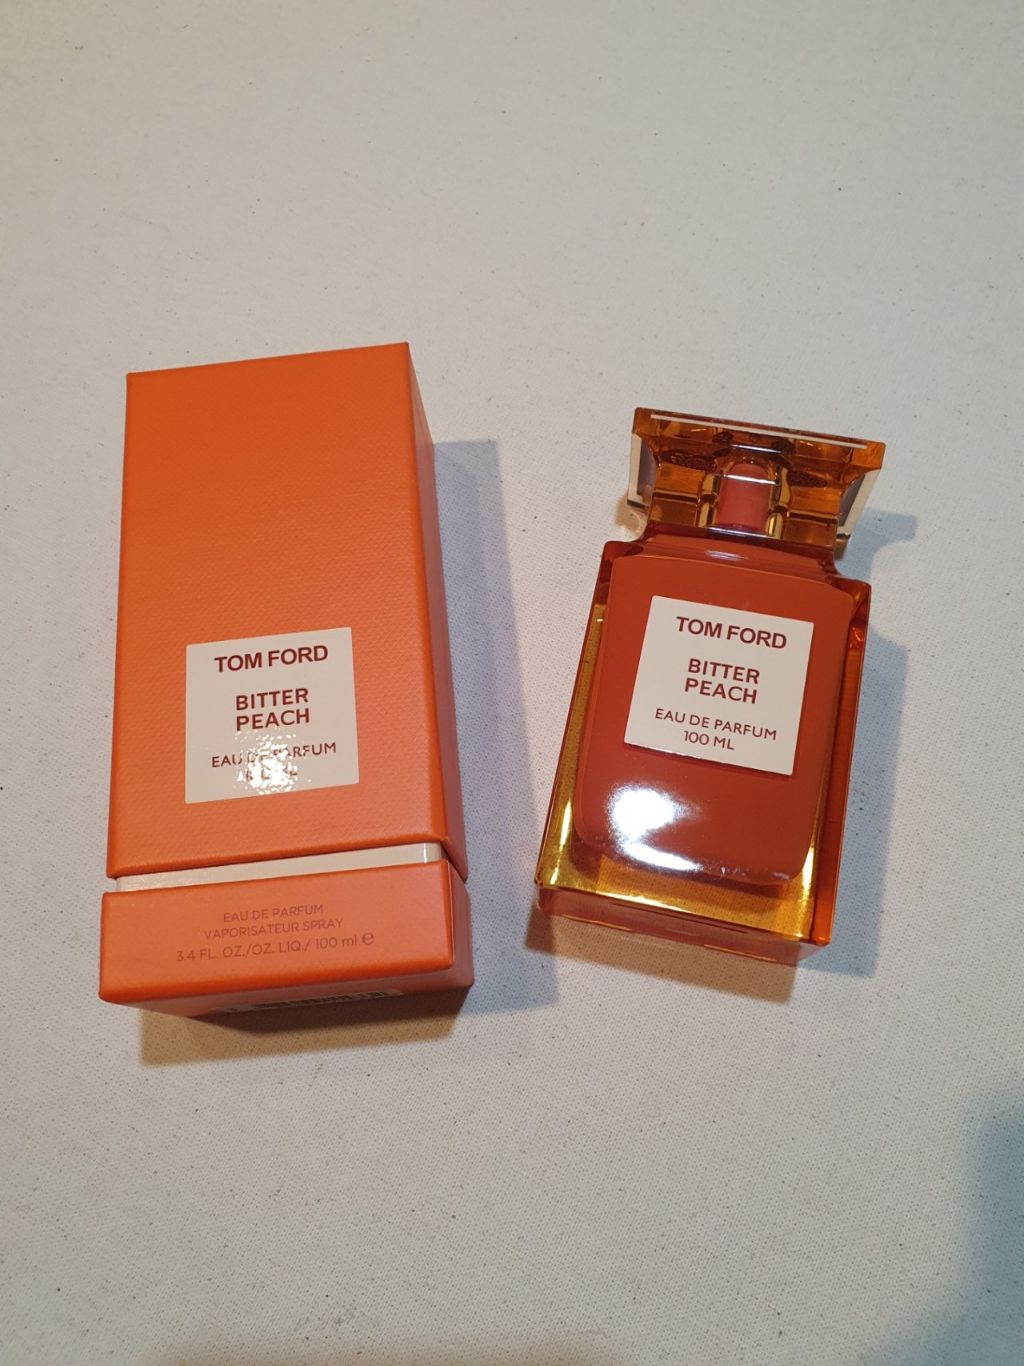 TOM FORD
BITTER
PEACH
EAU DE PARFUM
EAU DE PARFUM
VAPORISATEUR SPRAY
3.4 FL. OZ./OZ. LIQ./ 100 ml ℮
TOM FORD
BITTER
PEACH
EAU DE PARFUM
100 ML